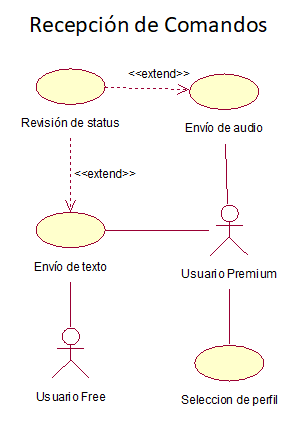 Recepción de Comandos
<<extend>>
Revisión de status
Envío de audio
<<extend>>
Envío de texto
Usuario Premium
Usuario Free
Seleccion de perfil